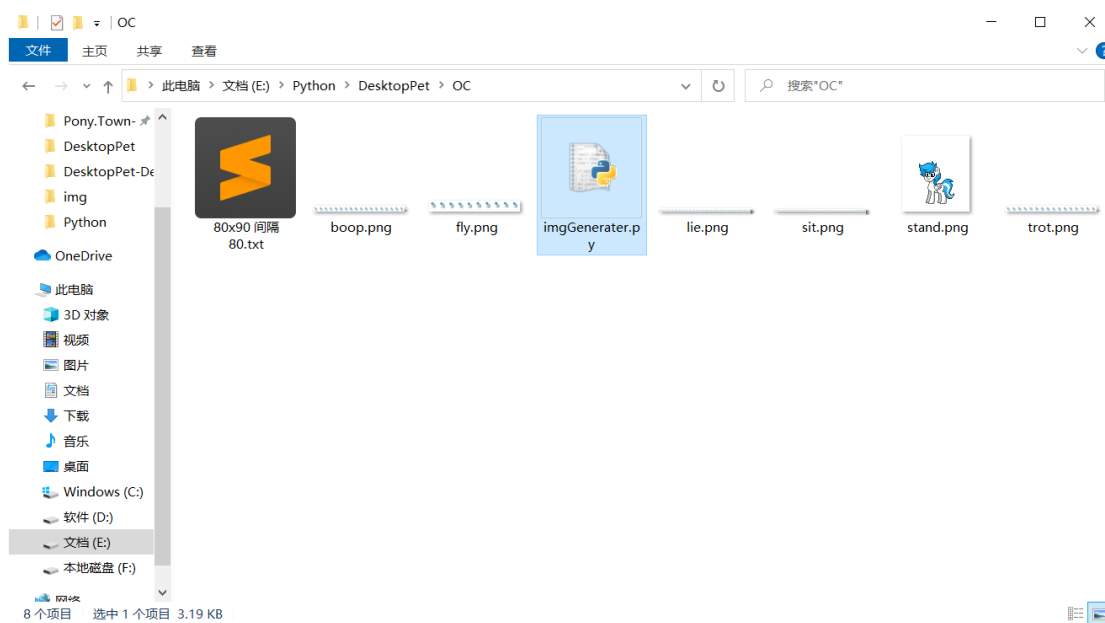 OC
文件 主页 共享 查看
此电脑 文档 (E:) Python DesktopPet OC
搜索"OC"
Pony.Town-
DesktopPet
DesktopPet-De
img
Python
OneDrive
此电脑
3D 对象
视频
图片
文档
下载
音乐
桌面
Windows (C:)
软件 (D:)
文档 (E:)
本地磁盘 (F:)
网络
80x90 间隔
80.txt
boop.png
fly.png
imgGenerater.p
y
lie.png
sit.png
stand.png
trot.png
8 个项目 选中 1 个项目 3.19 KB